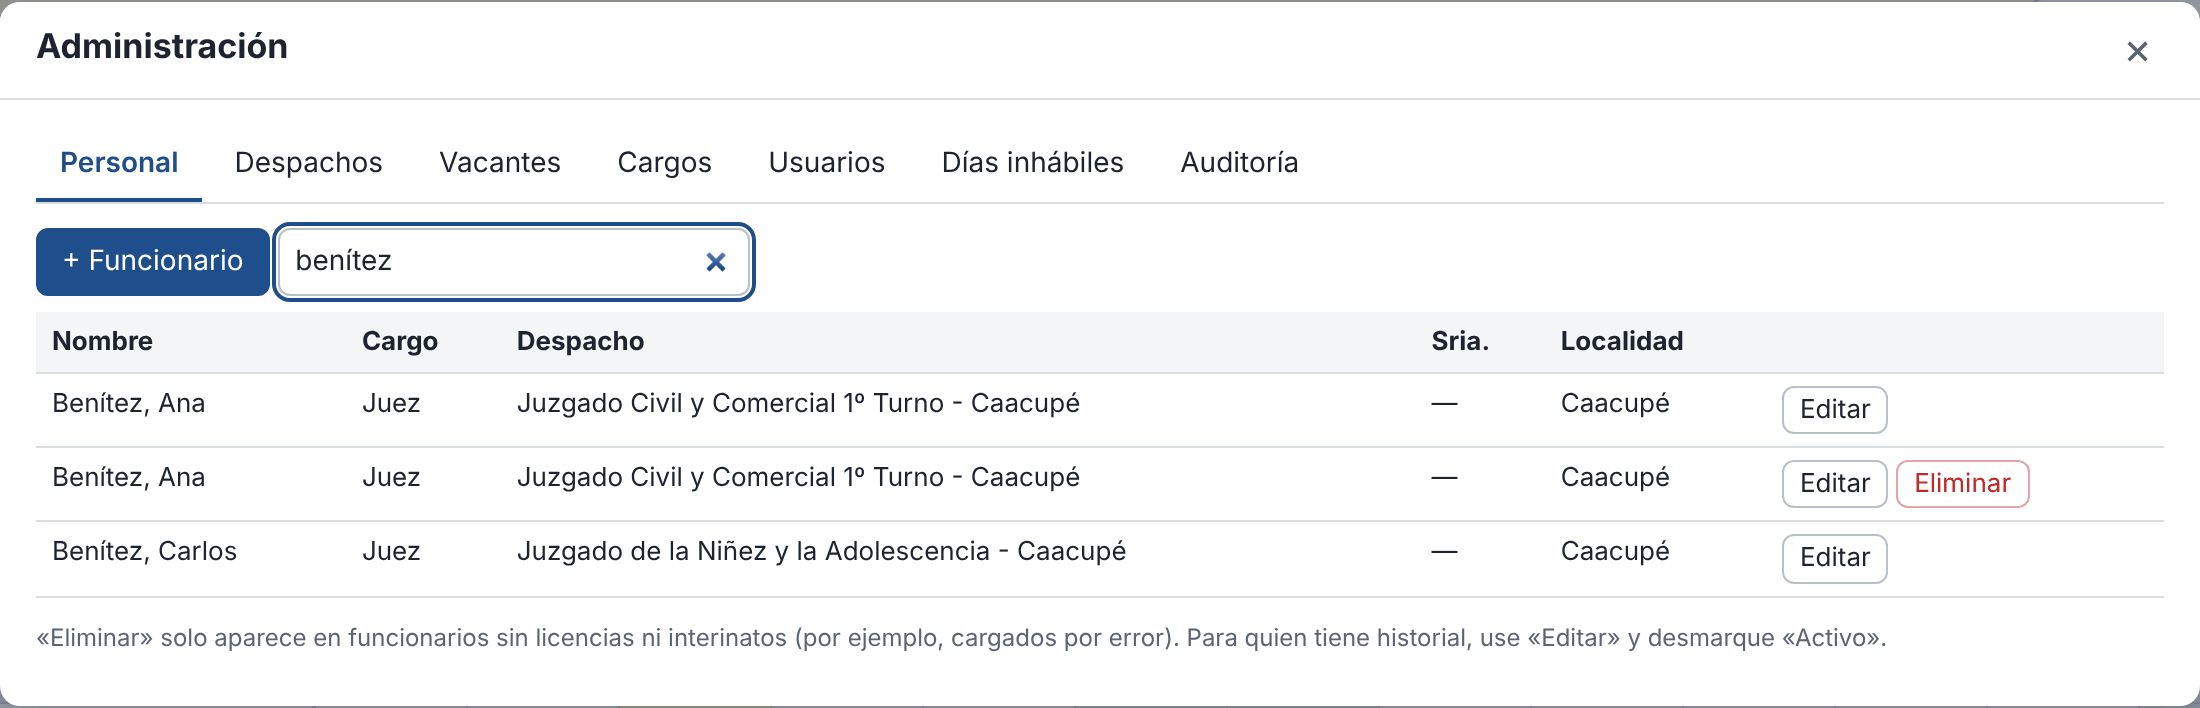 Administración
Personal Despachos Vacantes Cargos Usuarios Días inhábiles Auditoría
+ Funcionario benítez
Nombre Cargo Despacho Sria. Localidad
Benítez, Ana Juez Juzgado Civil y Comercial 1º Turno - Caacupé — Caacupé Editar
Benítez, Ana Juez Juzgado Civil y Comercial 1º Turno - Caacupé — Caacupé Editar Eliminar
Benítez, Carlos Juez Juzgado de la Niñez y la Adolescencia - Caacupé — Caacupé Editar
«Eliminar» solo aparece en funcionarios sin licencias ni interinatos (por ejemplo, cargados por error). Para quien tiene historial, use «Editar» y desmarque «Activo».